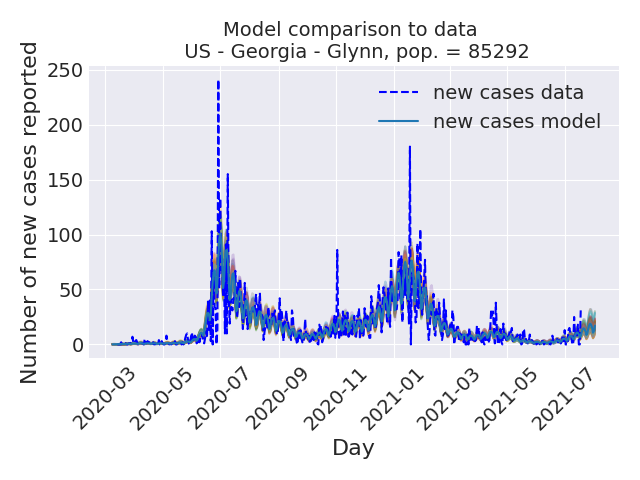 Model comparison to data
US - Georgia - Glynn, pop. = 85292
Number of new cases reported
250
200
150
100
50
0
new cases data
new cases model
2020-03
2020-05
2020-07
2020-09
2020-11
2021-01
2021-03
2021-05
2021-07
Day